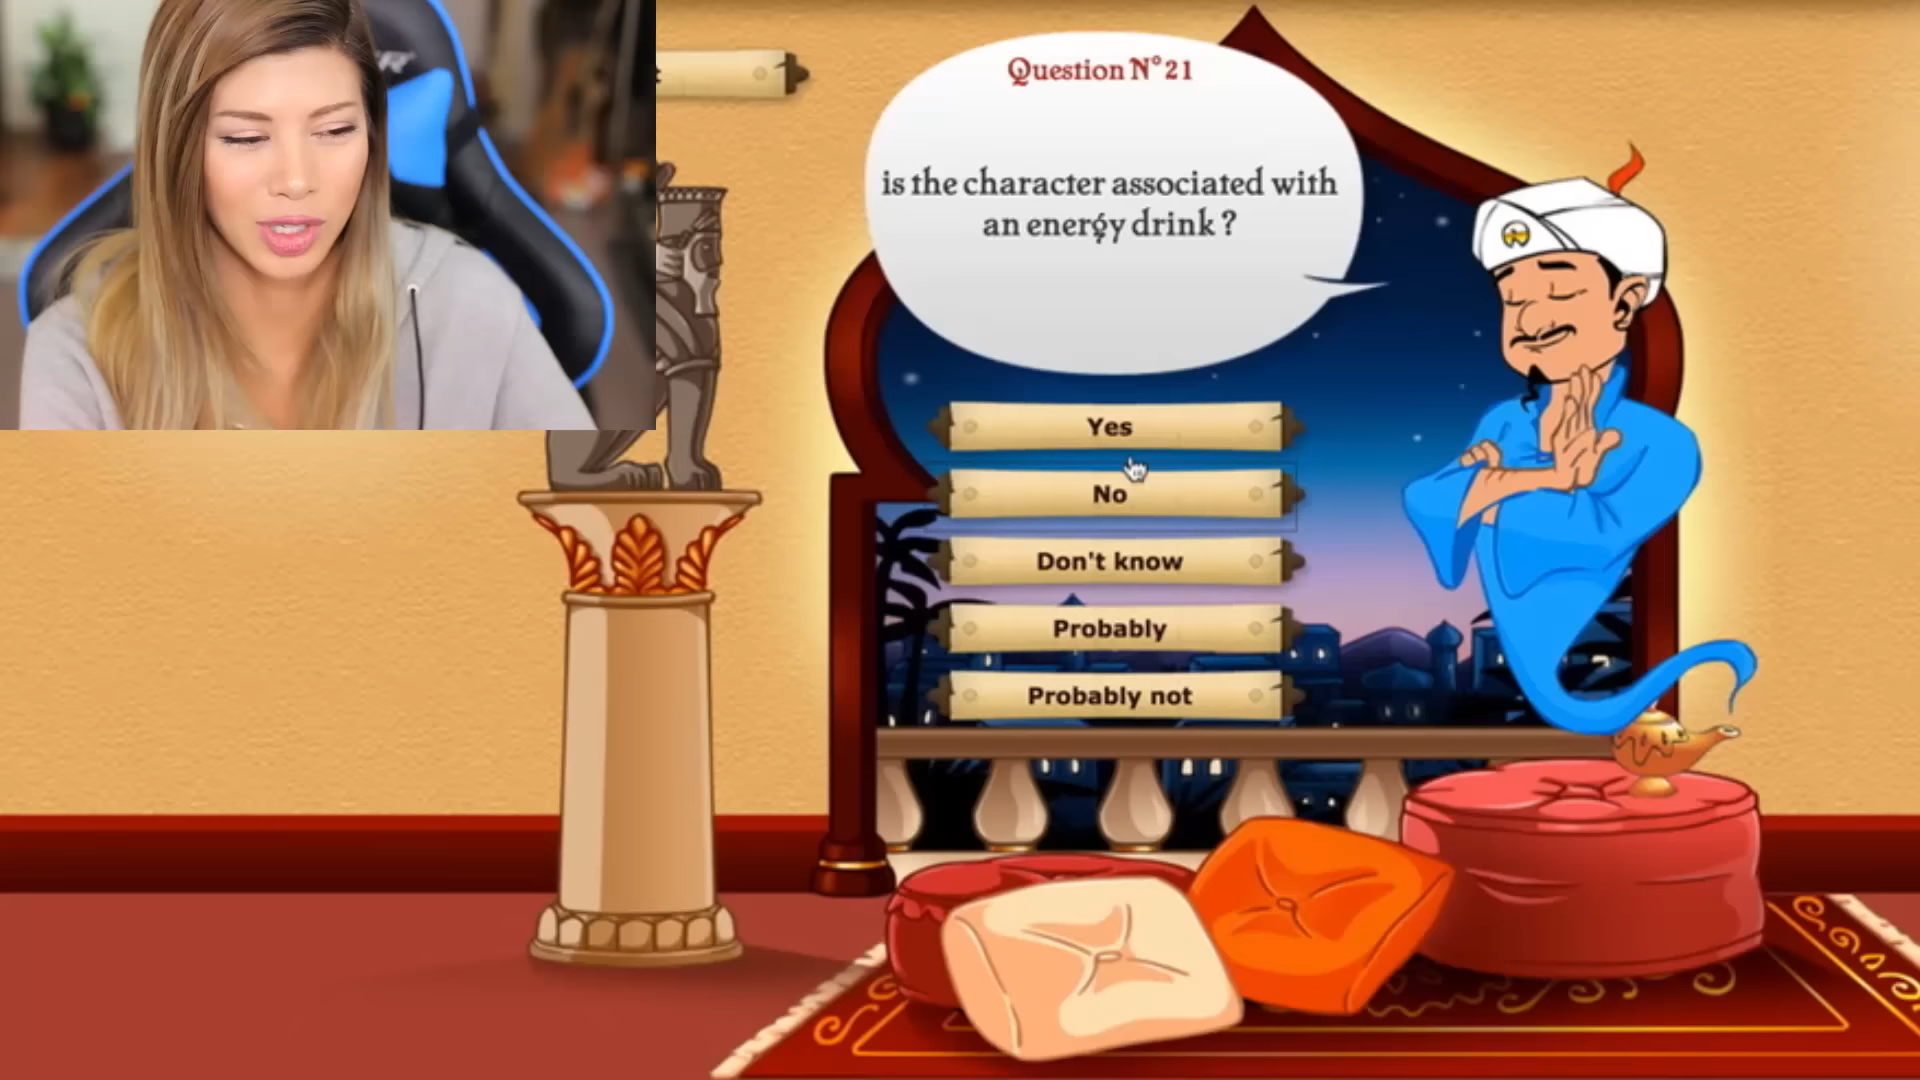 Question N°21
is the character associated with
an energy drink ?
Yes
No
Don't know
Probably
Probably not